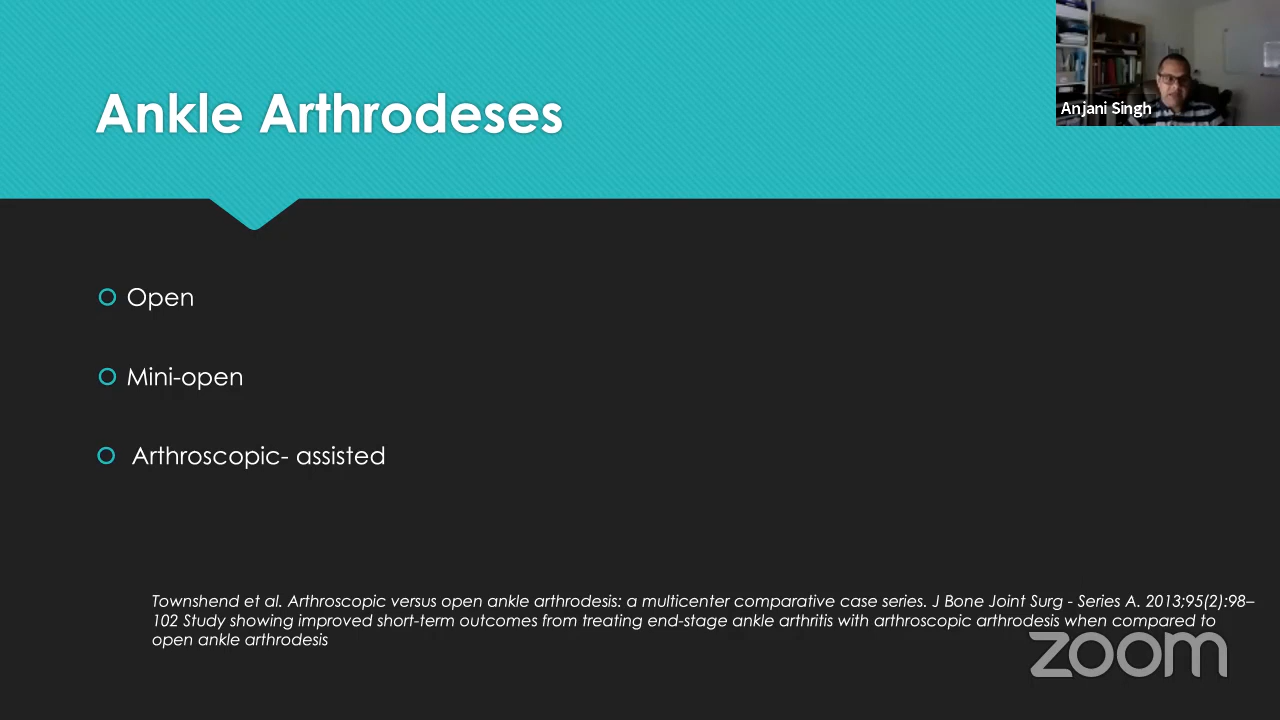 Ankle Arthrodeses
Anjani Singh
Open
Mini-open
Arthroscopic- assisted
Townshend et al. Arthroscopic versus open ankle arthrodesis: a multicenter comparative case series. J Bone Joint Surg - Series A. 2013;95(2):98–
102 Study showing improved short-term outcomes from treating end-stage ankle arthritis with arthroscopic arthrodesis when compared to
open ankle arthrodesis
zoom